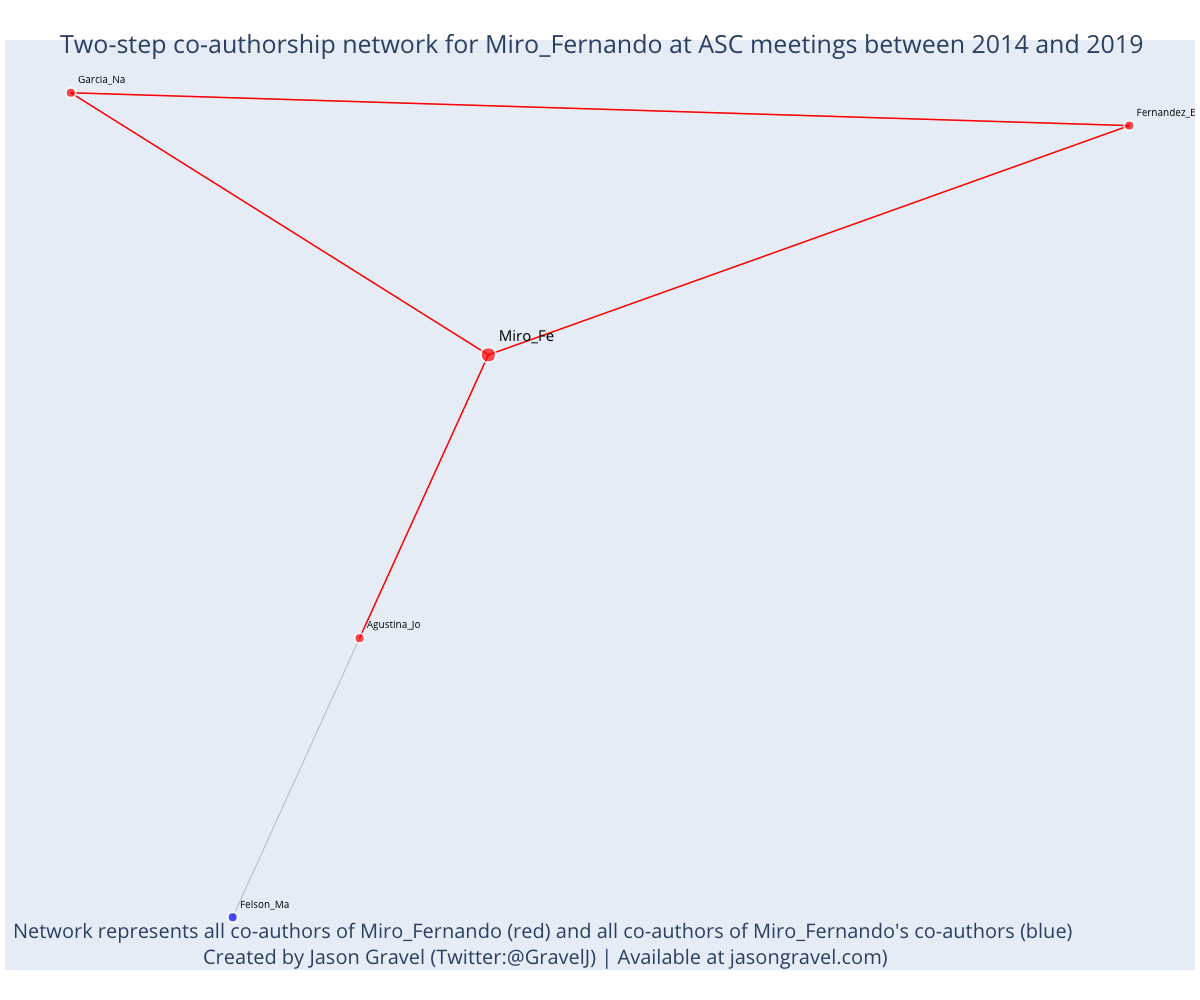 Two-step co-authorship network for Miro_Fernando at ASC meetings between 2014 and 2019
Garcia_Na
Fernandez_E
Miro_Fe
Agustina_Jo
Felson_Ma
Network represents all co-authors of Miro_Fernando (red) and all co-authors of Miro_Fernando's co-authors (blue)
Created by Jason Gravel (Twitter:@GravelJ) | Available at jasongravel.com)